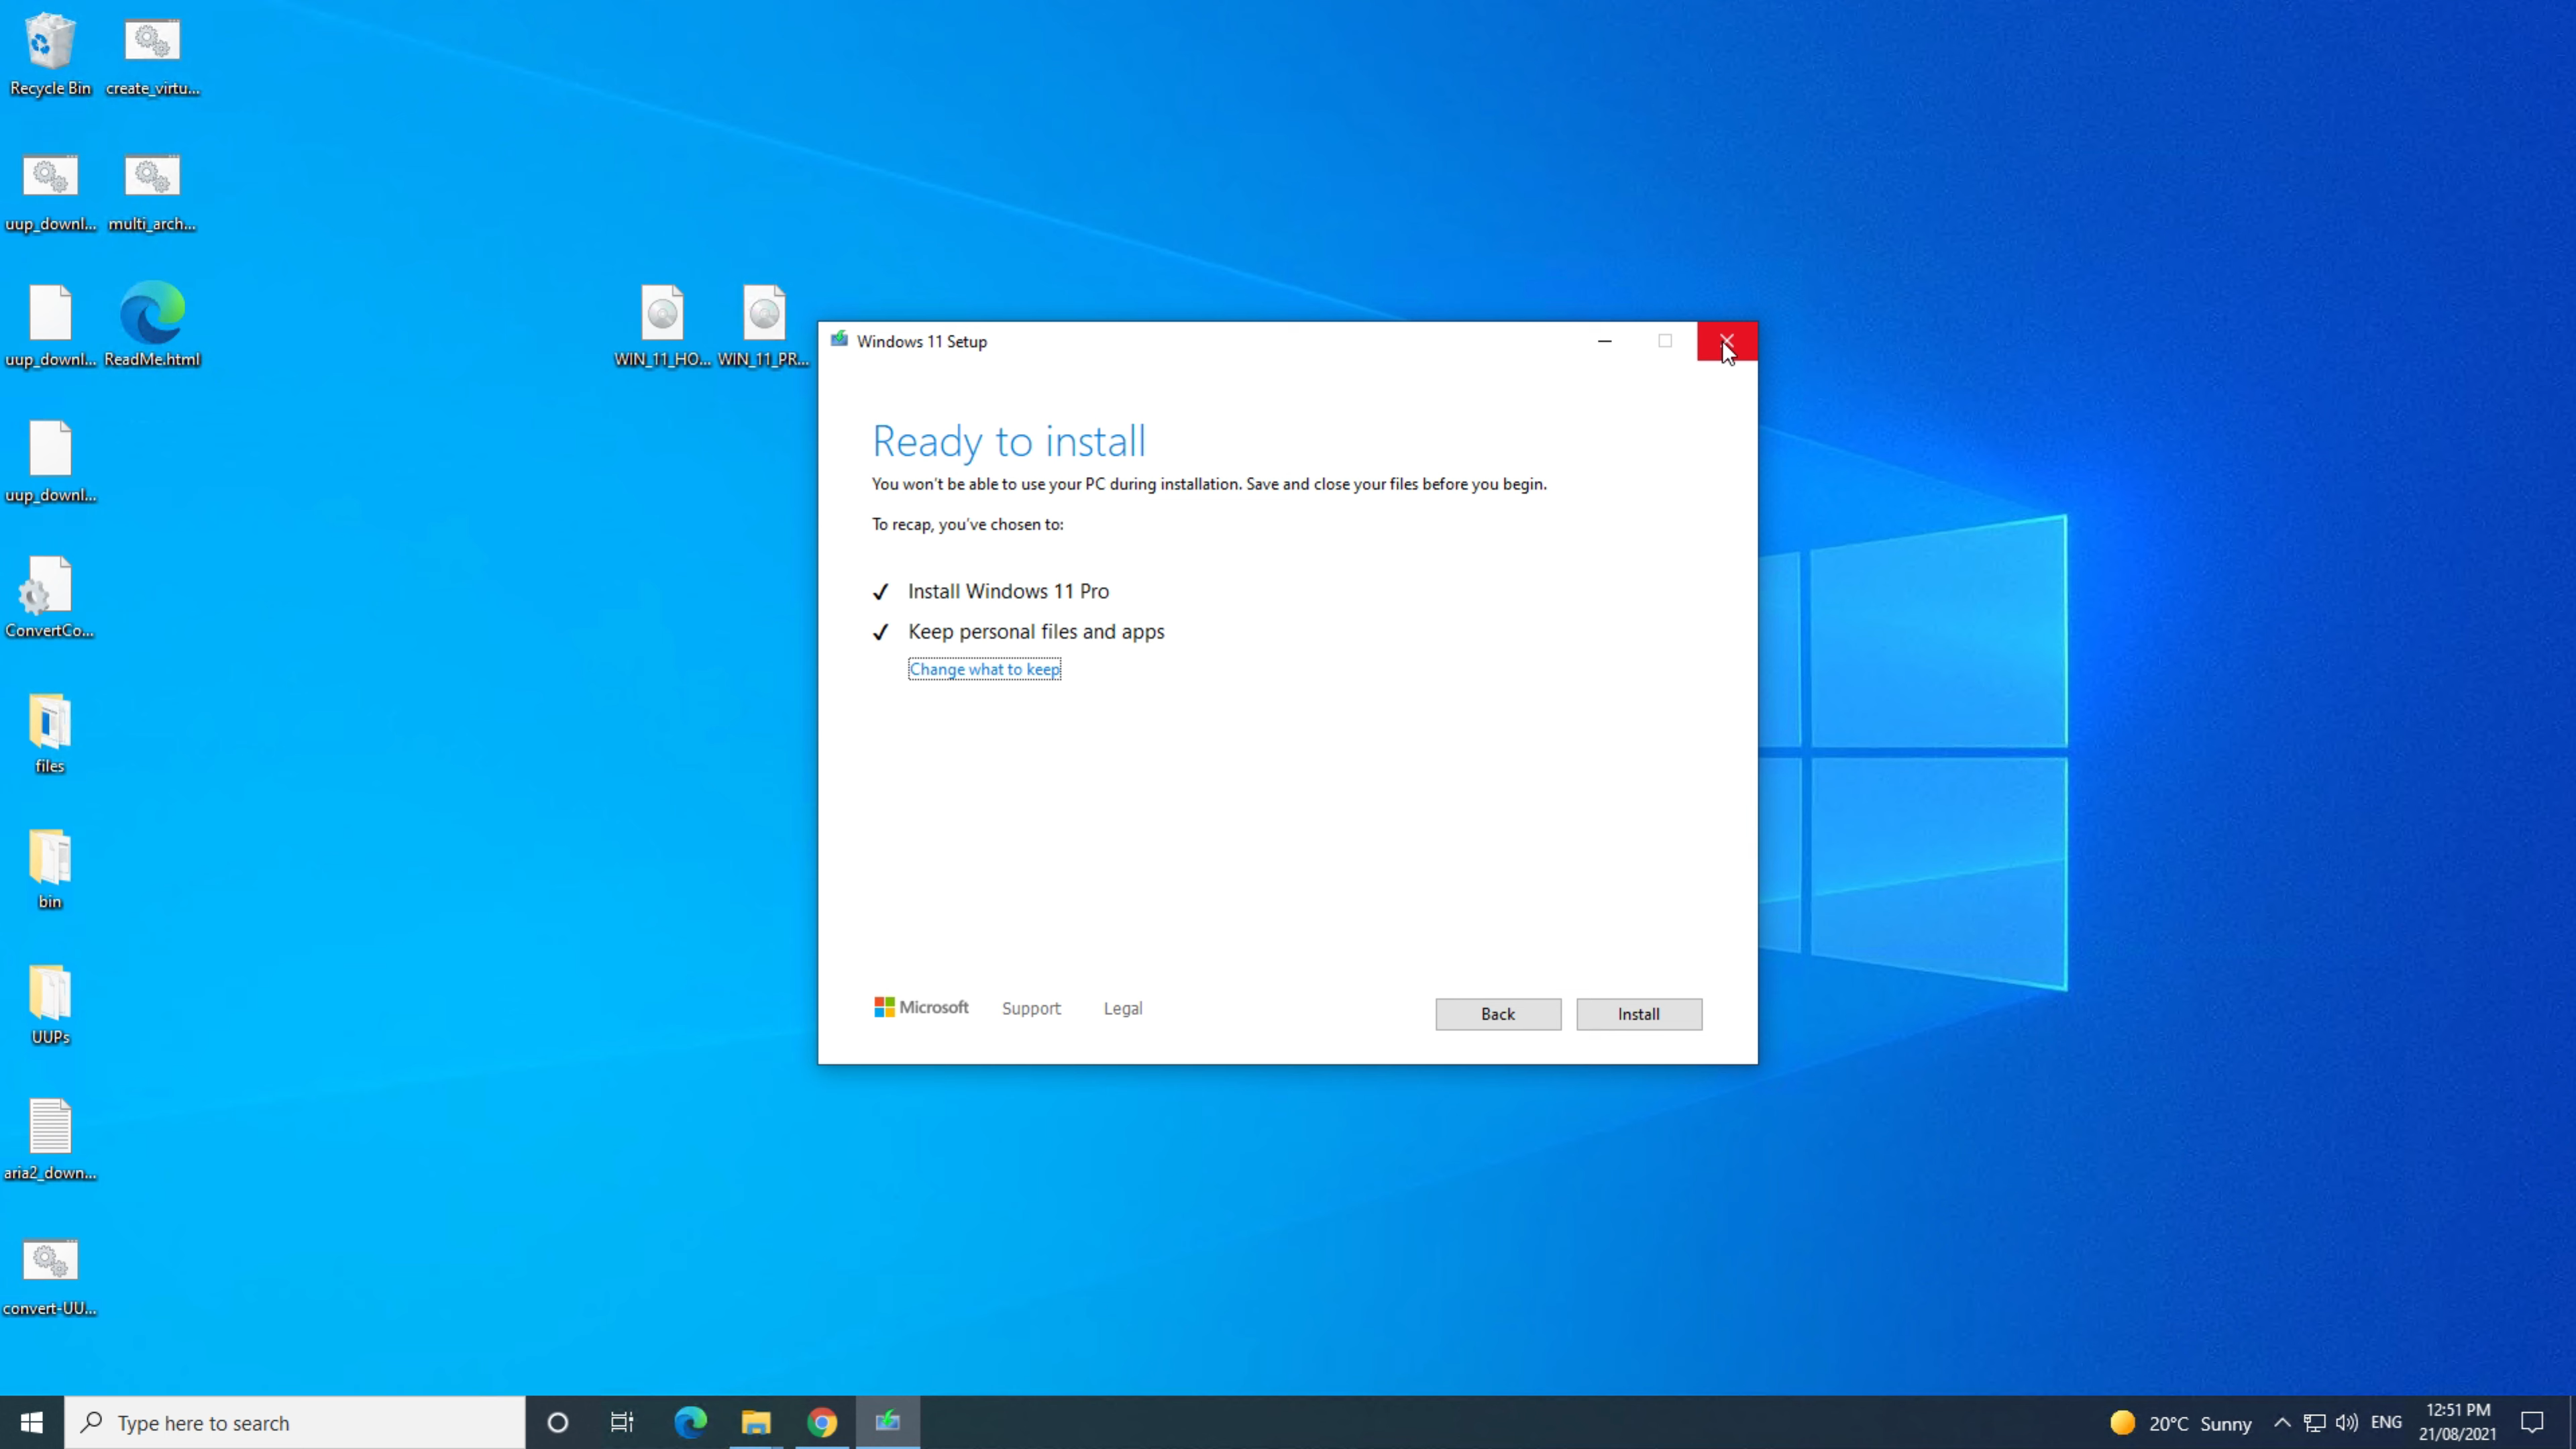 Recycle Bin
create_virtu...
uup_downl...
multi_arch...
uup_downl...
ReadMe.html
WIN_11_HO...
WIN_11_PR...
uup_downl...
ConvertCo...
files
bin
UUPs
aria2_down...
convert-UU...
Windows 11 Setup
Ready to install
You won't be able to use your PC during installation. Save and close your files before you begin.
To recap, you've chosen to:
Install Windows 11 Pro
Keep personal files and apps
Change what to keep
Microsoft Support Legal
Back
Install
Type here to search
20°C Sunny
ENG
12:51 PM
21/08/2021